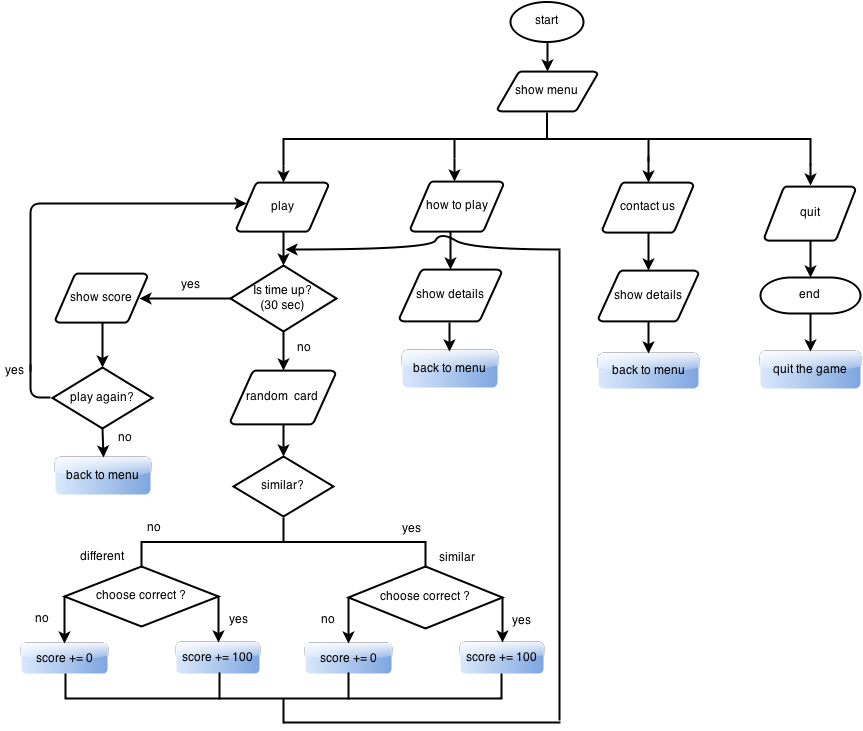 start
show menu
play
how to play
contact us
quit
show score
yes
Is time up?
(30 sec)
show details
show details
end
no
yes
play again?
random  card
back to menu
back to menu
quit the game
no
back to menu
similar?
no
yes
different
similar
choose correct ?
choose correct ?
no
yes
no
yes
score += 0
score += 100
score += 0
score += 100